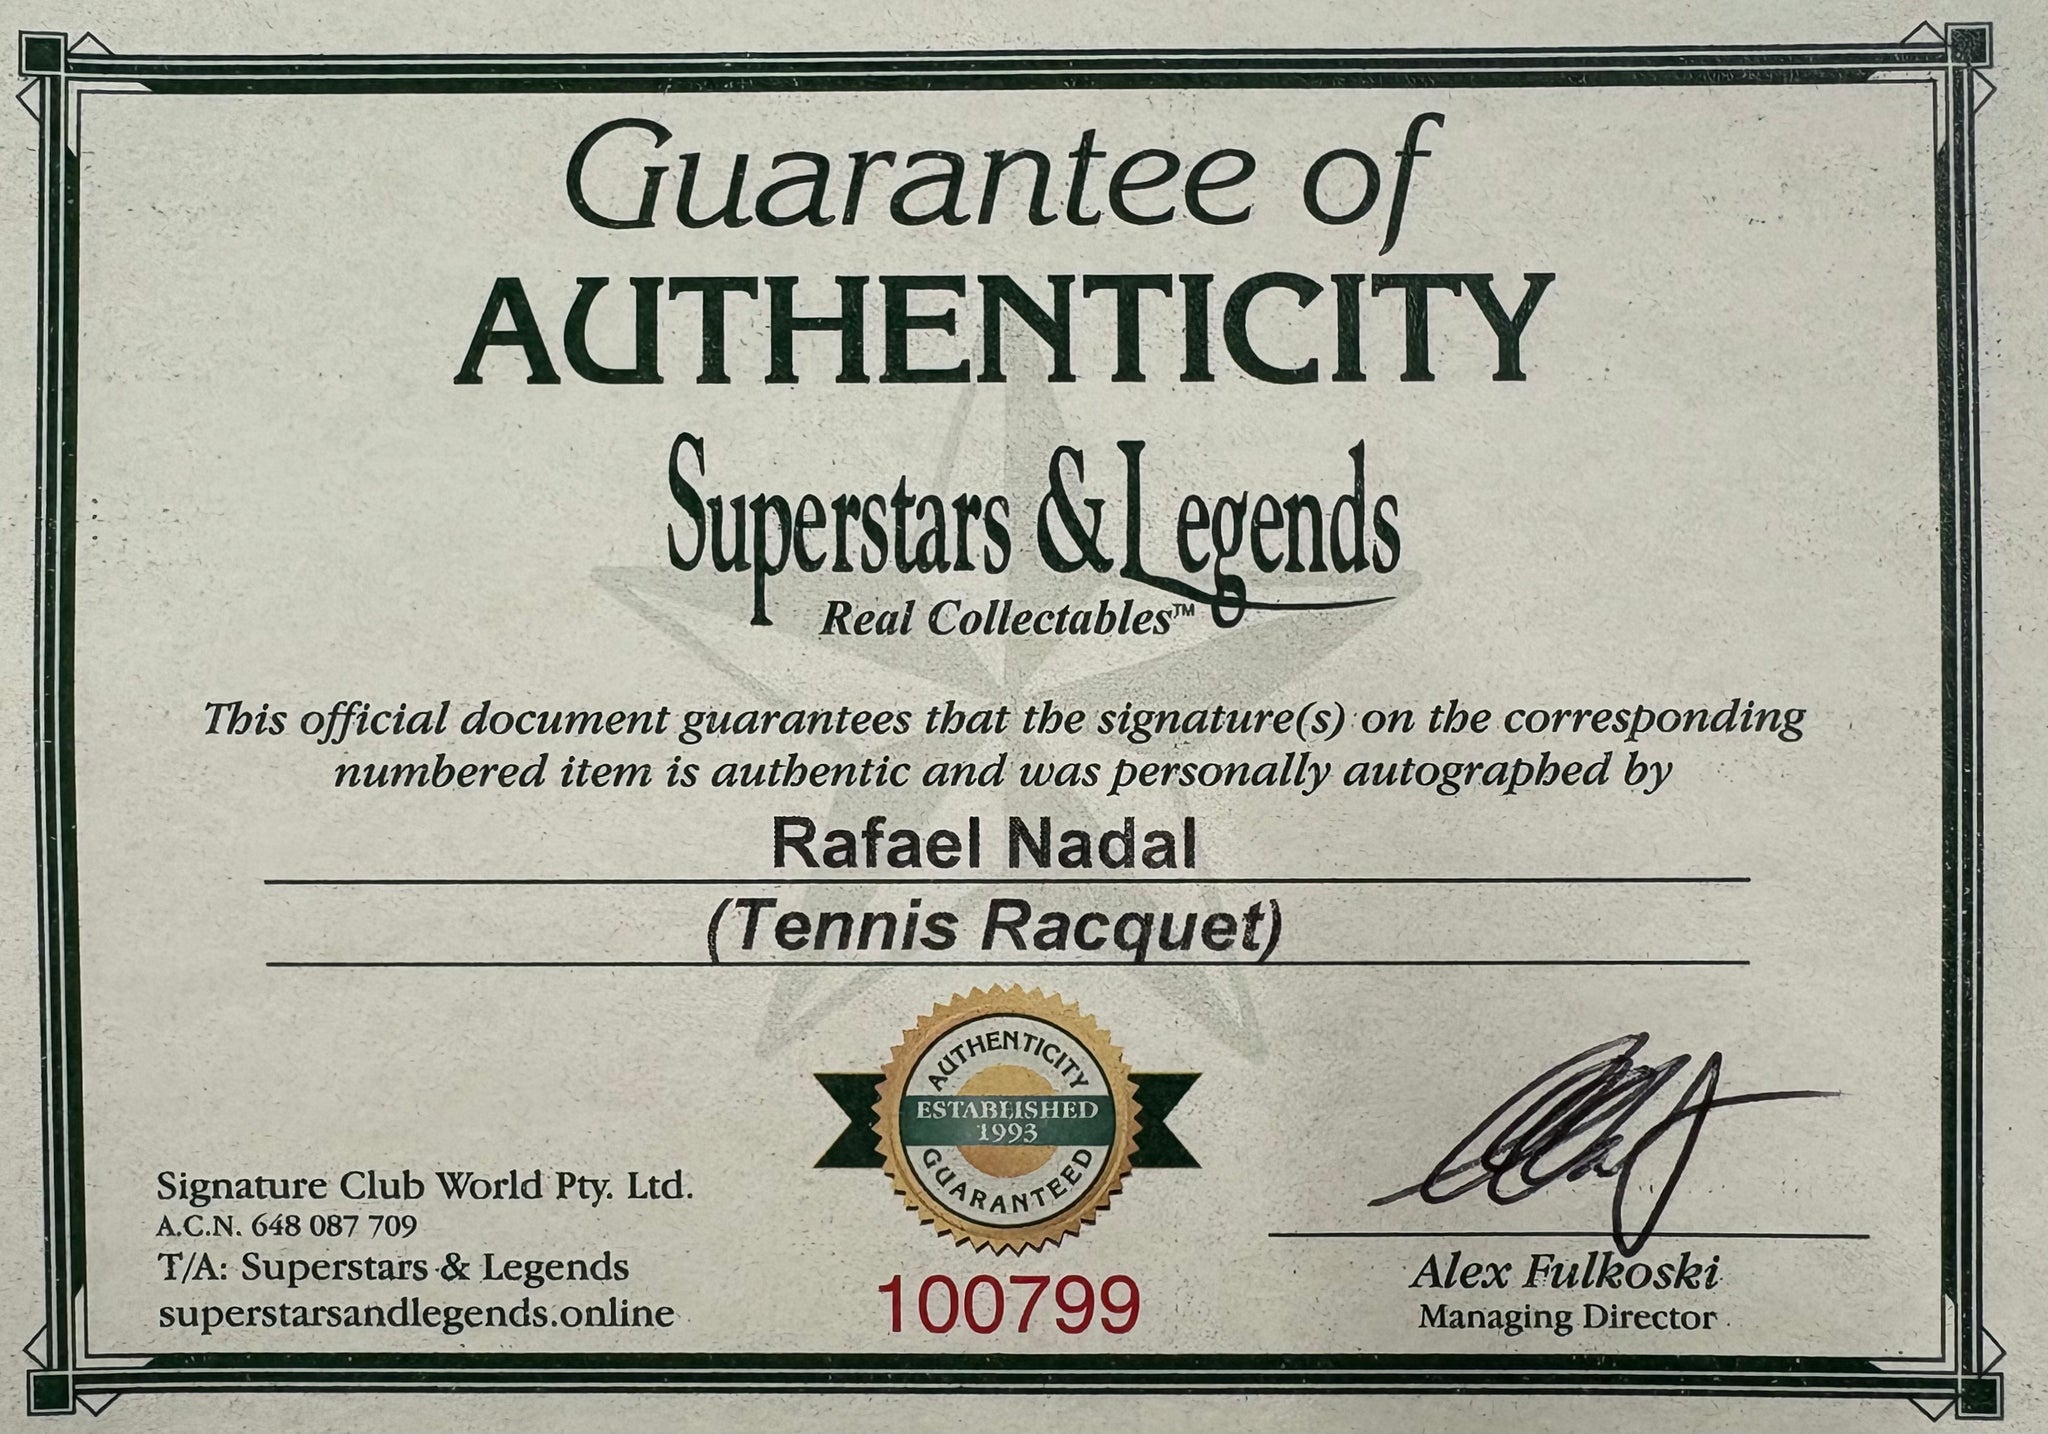 Guarantee of
AUTHENTICITY
Superstars & Legends
Real Collectables™
This official document guarantees that the signature(s) on the corresponding
numbered item is authentic and was personally autographed by
Rafael Nadal
(Tennis Racquet)
AUTHENTICITY
ESTABLISHED
1993
GUARANTEED
100799
Signature Club World Pty. Ltd.
A.C.N. 648 087 709
T/A: Superstars & Legends
superstarsandlegends.online
Alex Fulkoski
Managing Director